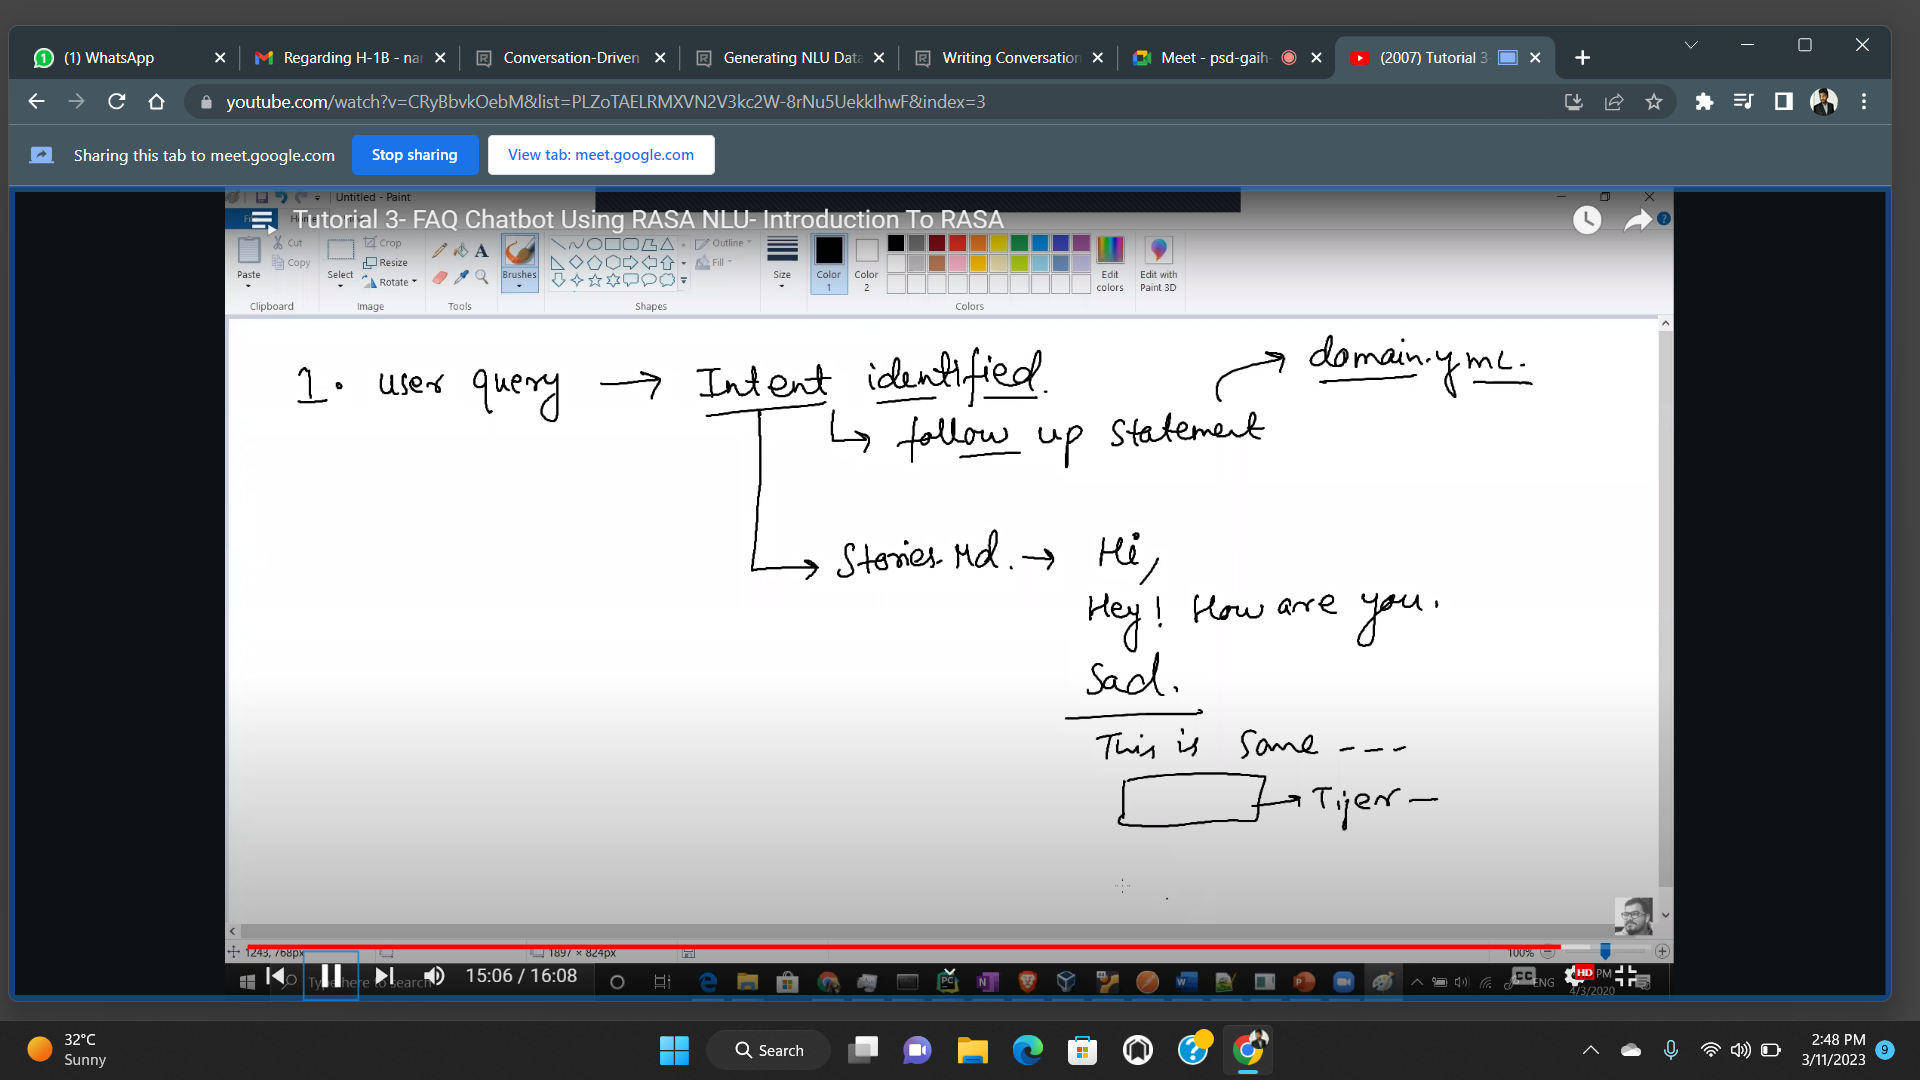 (1) WhatsApp
Regarding H-1B - nar
Conversation-Driven
Generating NLU Data
Writing Conversation
Meet - psd-gaih-
(2007) Tutorial 3-
youtube.com/watch?v=CRyBbvkOebM&list=PLZoTAELRMXVN2V3kc2W-8rNu5UekkIhwF&index=3
Sharing this tab to meet.google.com
Stop sharing
View tab: meet.google.com
Untitled - Paint
Tutorial 3- FAQ Chatbot Using RASA NLU- Introduction To RASA
Paste
Cut
Copy
Clipboard
Select
Crop
Resize
Rotate
Image
A
Tools
Brushes
Shapes
Outline
Fill
Size
Color 1
Color 2
Colors
Edit colors
Edit with Paint 3D
1. user query → Intent identified.
domain.yml.
follow up statement
Stories.Md. → Hi,
Hey! How are you.
Sad.
This is same ----
→ Tijer —
1243, 768px
1897 × 824px
100%
15:06 / 16:08
Type here to search
CC
ENG
HD
PM
4/3/2020
32°C
Sunny
Search
2:48 PM
3/11/2023
9